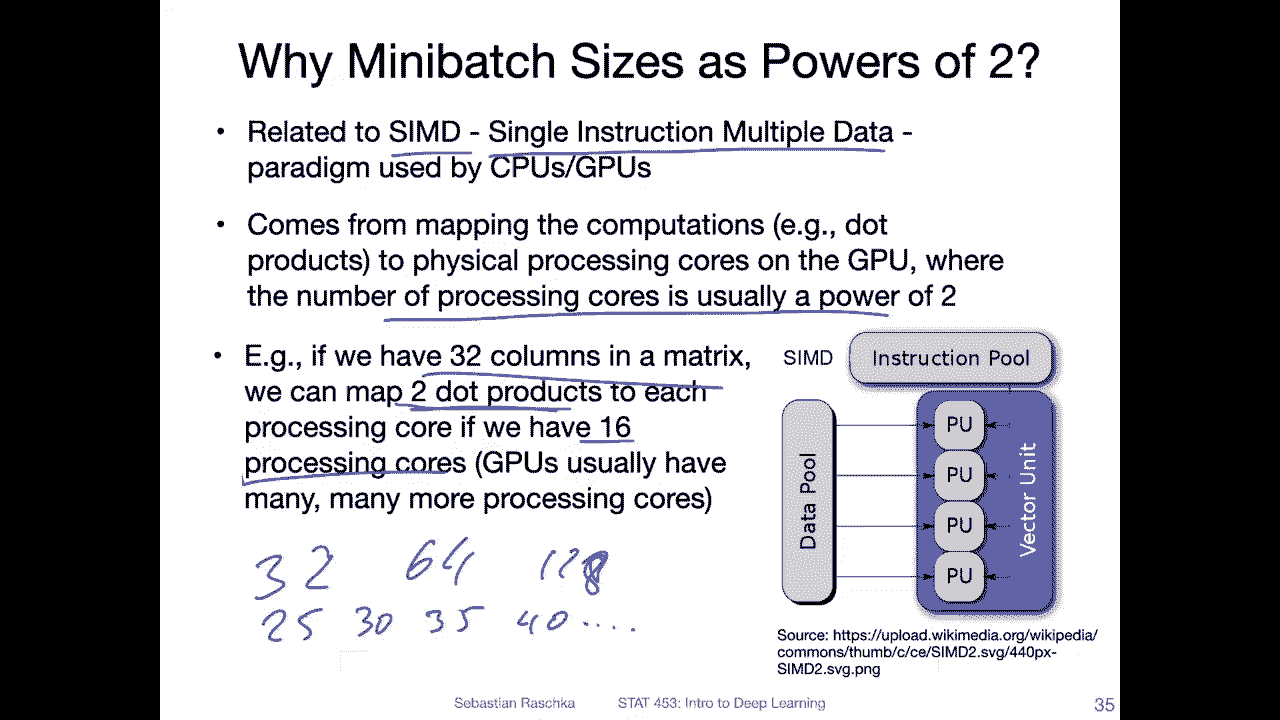 Why Minibatch Sizes as Powers of 2?
• Related to SIMD - Single Instruction Multiple Data -
paradigm used by CPUs/GPUs
• Comes from mapping the computations (e.g., dot
products) to physical processing cores on the GPU, where
the number of processing cores is usually a power of 2
• E.g., if we have 32 columns in a matrix,
we can map 2 dot products to each
processing core if we have 16
processing cores (GPUs usually have
many, many more processing cores)
SIMD
Instruction Pool
Data Pool
PU
PU
PU
PU
Vector Unit
32 64 128
25 30 35 40 ....
Source: https://upload.wikimedia.org/wikipedia/
commons/thumb/c/ce/SIMD2.svg/440px-
SIMD2.svg.png
Sebastian Raschka STAT 453: Intro to Deep Learning 35